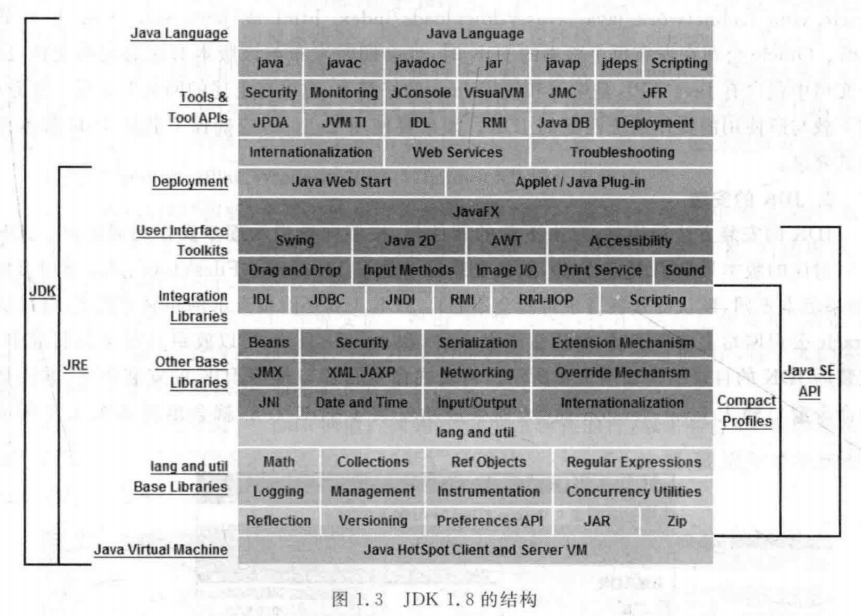 Java Language Java Language
java javac javadoc jar javap jdeps Scripting
Tools & Security Monitoring JConsole VisualVM JMC JFR
Tool APIs JPDA JVM TI IDL RMI Java DB Deployment
Internationalization Web Services Troubleshooting
Deployment Java Web Start Applet / Java Plug-in
JavaFX
User Interface Toolkits Swing Java 2D AWT Accessibility
Drag and Drop Input Methods Image I/O Print Service Sound
JDK Integration Libraries IDL JDBC JNDI RMI RMI-IIOP Scripting
JRE Beans Security Serialization Extension Mechanism
Other Base Libraries JMX XML JAXP Networking Override Mechanism Java SE API
JNI Date and Time Input/Output Internationalization Compact Profiles
lang and util
lang and util Base Libraries Math Collections Ref Objects Regular Expressions
Logging Management Instrumentation Concurrency Utilities
Reflection Versioning Preferences API JAR Zip
Java Virtual Machine Java HotSpot Client and Server VM
图 1.3 JDK 1.8 的结构